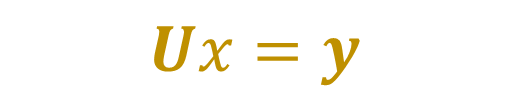 Ux = y